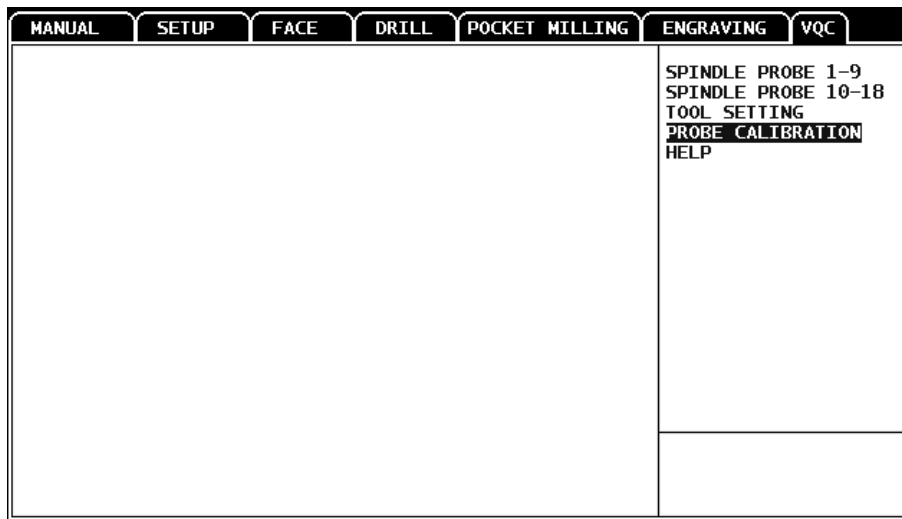 MANUAL SETUP FACE DRILL POCKET MILLING ENGRAVING VQC
SPINDLE PROBE 1-9
SPINDLE PROBE 10-18
TOOL SETTING
PROBE CALIBRATION
HELP